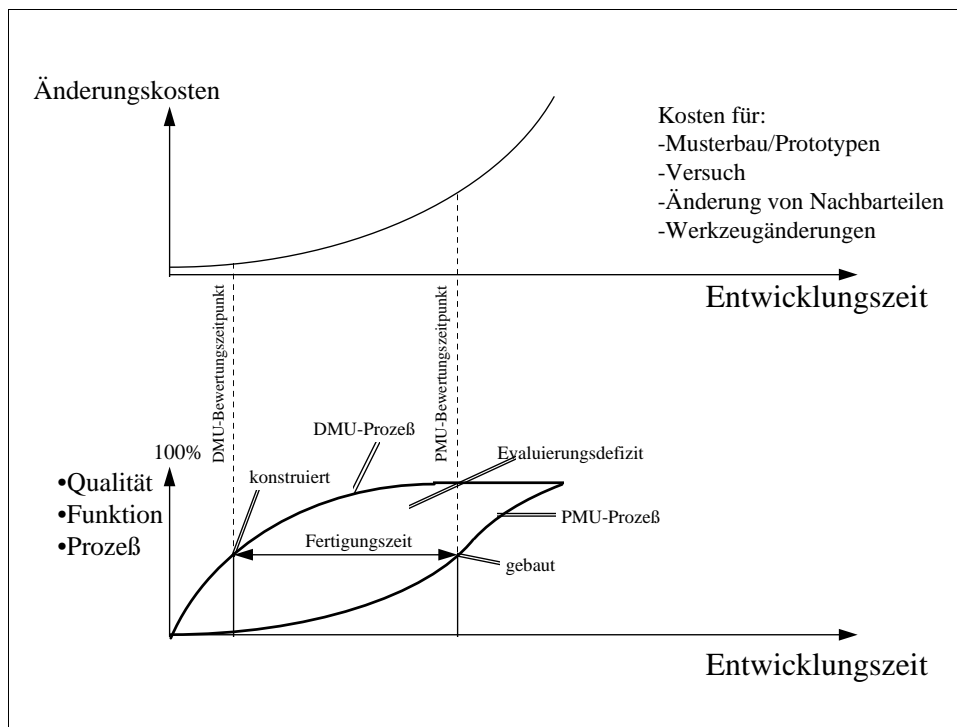 Änderungskosten
Kosten für:
-Musterbau/Prototypen
-Versuch
-Änderung von Nachbarteilen
-Werkzeugänderungen
Entwicklungszeit
DMU-Bewertungszeitpunkt
PMU-Bewertungszeitpunkt
100%
•Qualität
•Funktion
•Prozeß
konstruiert
DMU-Prozeß
Evaluierungsdefizit
PMU-Prozeß
Fertigungszeit
gebaut
Entwicklungszeit